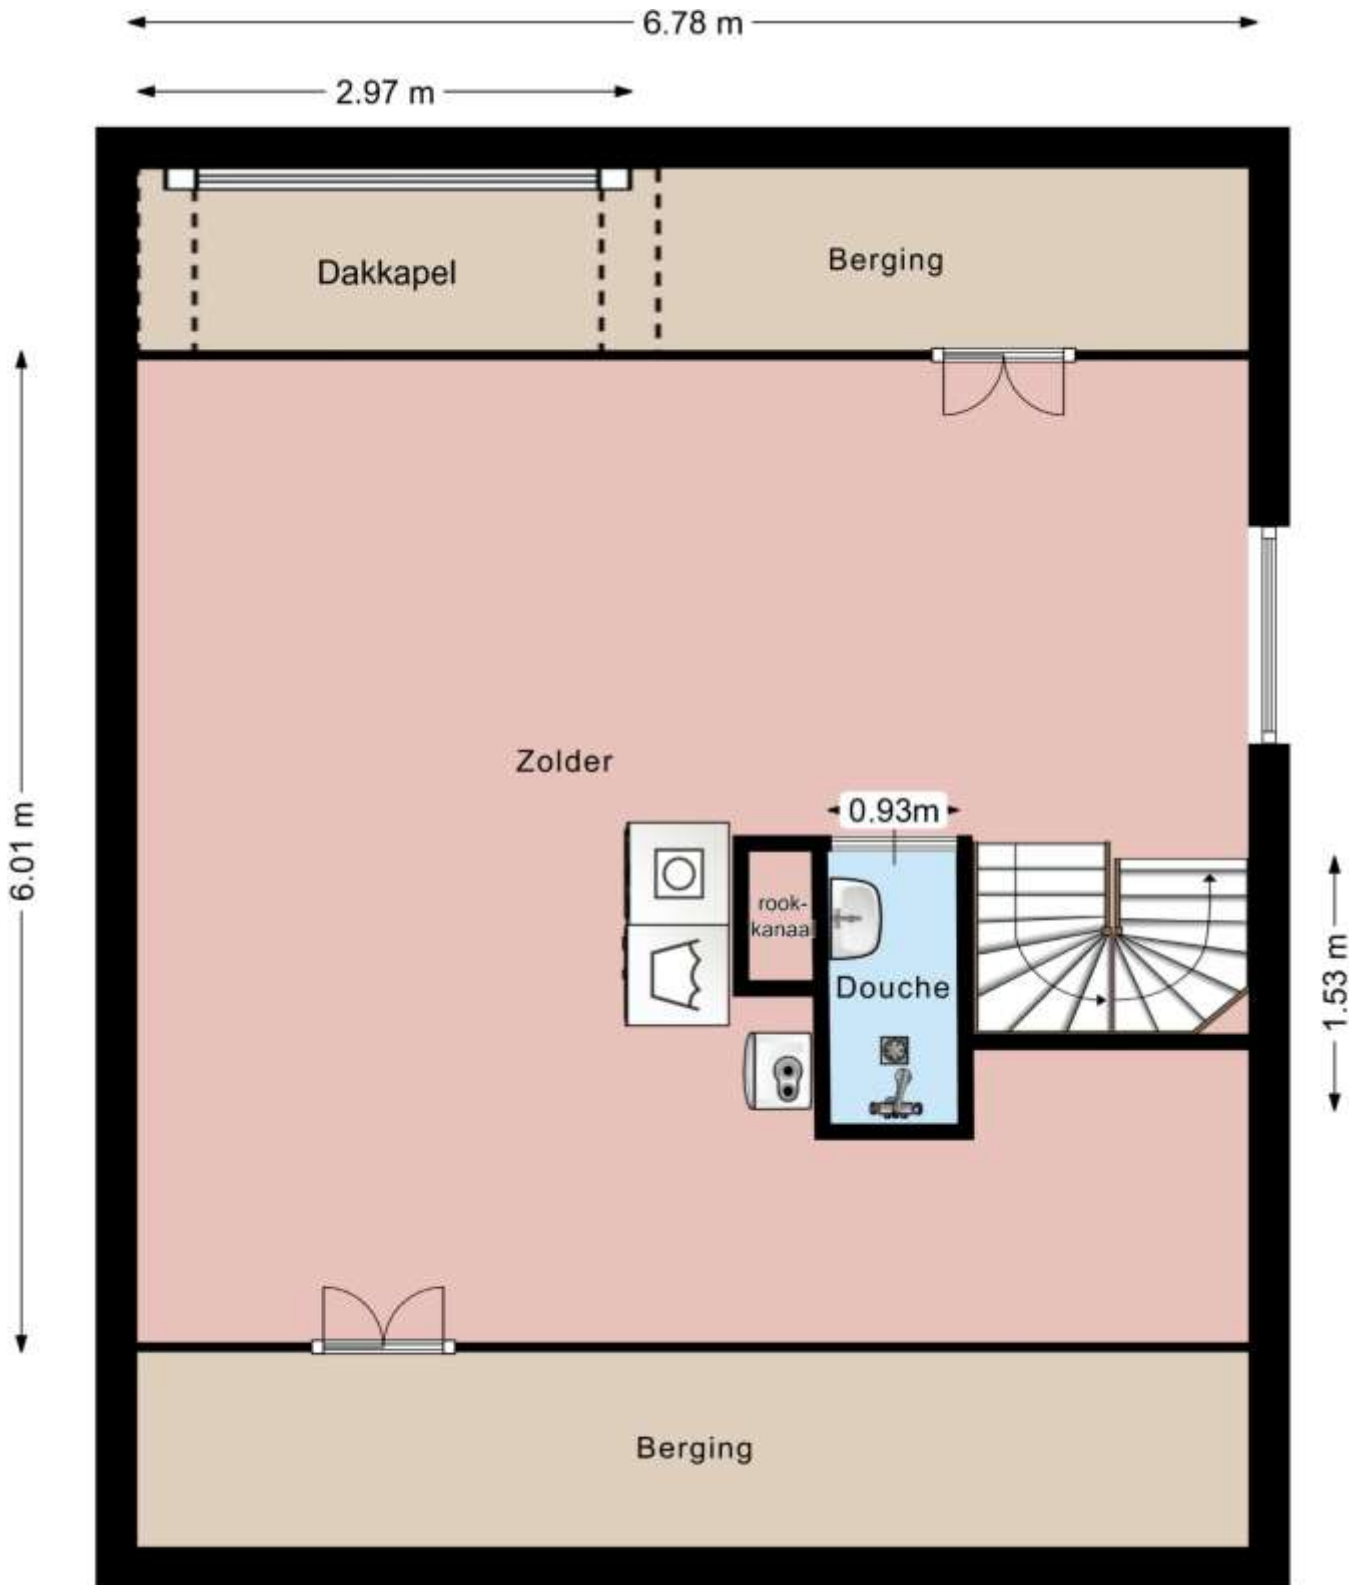 6.78 m
2.97 m
Dakkapel
Berging
Zolder
6.01 m
0.93m
rook-
kanaal
Douche
1.53 m
Berging